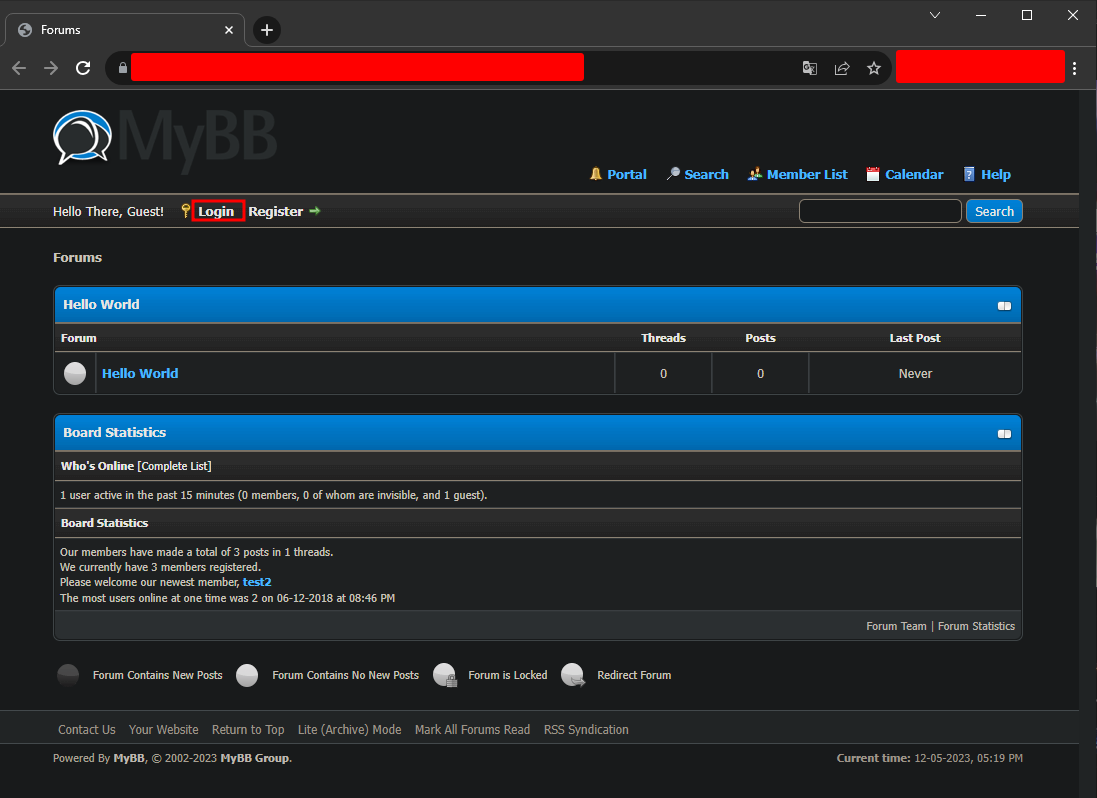 Forums
MyBB
Portal Search Member List Calendar Help
Hello There, Guest! Login Register Search
Forums
Hello World
Forum Threads Posts Last Post
Hello World 0 0 Never
Board Statistics
Who's Online [Complete List]
1 user active in the past 15 minutes (0 members, 0 of whom are invisible, and 1 guest).
Board Statistics
Our members have made a total of 3 posts in 1 threads.
We currently have 3 members registered.
Please welcome our newest member, test2
The most users online at one time was 2 on 06-12-2018 at 08:46 PM
Forum Team | Forum Statistics
Forum Contains New Posts Forum Contains No New Posts Forum is Locked Redirect Forum
Contact Us Your Website Return to Top Lite (Archive) Mode Mark All Forums Read RSS Syndication
Powered By MyBB, © 2002-2023 MyBB Group. Current time: 12-05-2023, 05:19 PM